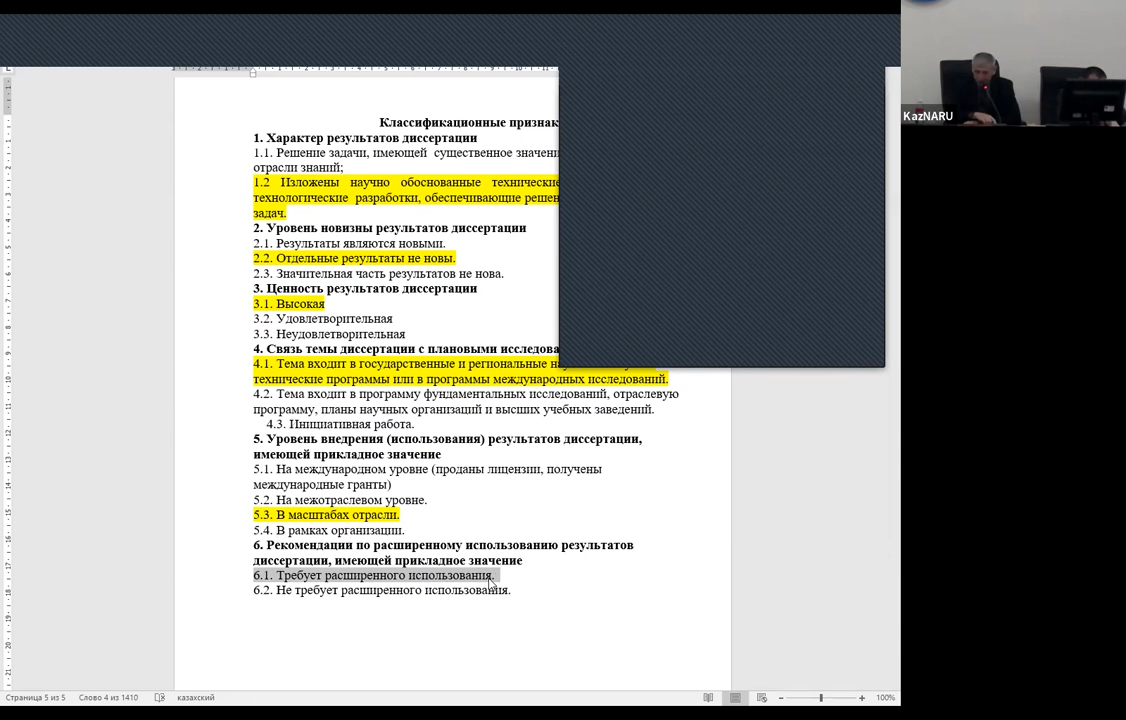 Классификационные признак
1. Характер результатов диссертации
1.1. Решение задачи, имеющей существенное
отрасли знаний;
1.2 Изложены научно обоснованные технические
технологические разработки, обеспечивающие
задач.
2. Уровень новизны результатов диссертации
2.1. Результаты являются новыми.
2.2. Отдельные результаты не новы.
2.3. Значительная часть результатов не нова.
3. Ценность результатов диссертации
3.1. Высокая
3.2. Удовлетворительная
3.3. Неудовлетворительная
4. Связь темы диссертации с плановыми
4.1. Тема входит в государственные и региональные
технические программы или в программы международных исследований.
4.2. Тема входит в программу фундаментальных исследований, отраслевую
программу, планы научных организаций и высших учебных заведений.
4.3. Инициативная работа.
5. Уровень внедрения (использования) результатов диссертации,
имеющей прикладное значение
5.1. На международном уровне (проданы лицензии, получены
международные гранты)
5.2. На межотраслевом уровне.
5.3. В масштабах отрасли.
5.4. В рамках организации.
6. Рекомендации по расширенному использованию результатов
диссертации, имеющей прикладное значение
6.1. Требует расширенного использования.
6.2. Не требует расширенного использования.
Страница 5 из 5 Слово 4 из 1410 казахский 100%
KazNARU